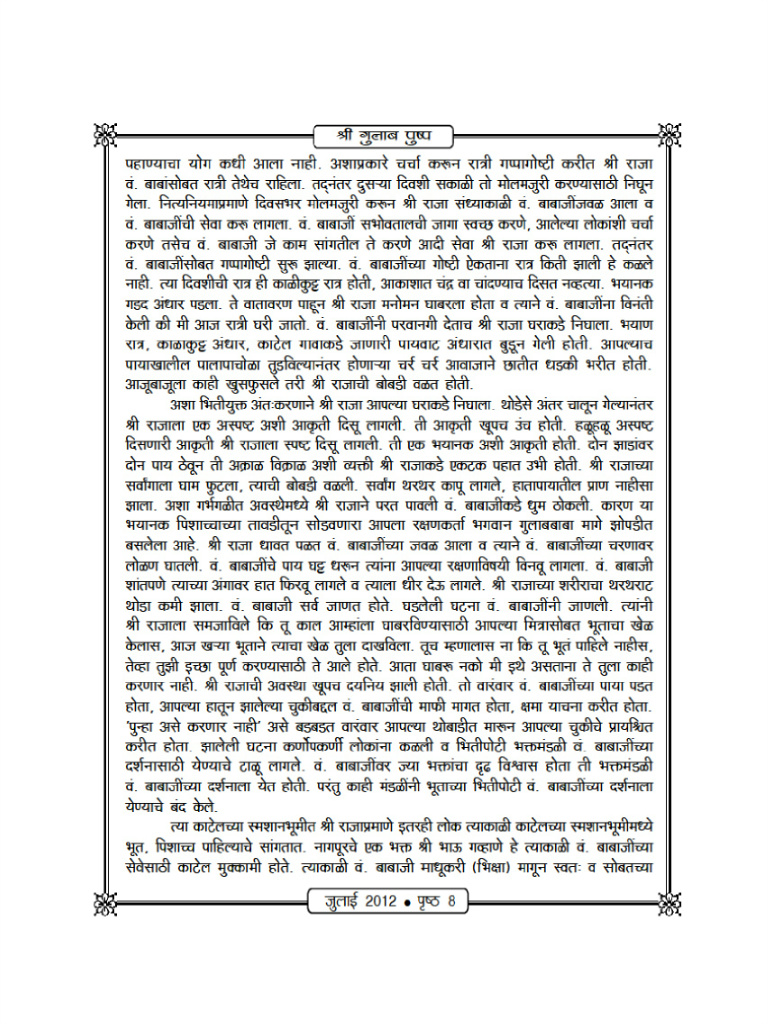 श्री गुलाब पुष्प
पहाण्याचा योग कधी आला नाही. अशाप्रकारे चर्चा करून रात्री गप्पागोष्टी करीत श्री राजा
वं. बाबांसोबत रात्री तेथेच राहिला. तद्नंतर दुसऱ्या दिवशी सकाळी तो मोलमजुरी करण्यासाठी निघून
गेला. नित्यनियमाप्रमाणे दिवसभर मोलमजुरी करून श्री राजा संध्याकाळी वं. बाबाजींजवळ आला व
वं. बाबाजींची सेवा करू लागला. वं. बाबाजीं सभोवतालची जागा स्वच्छ करणे, आलेल्या लोकांशी चर्चा
करणे तसेच वं. बाबाजी जे काम सांगतील ते करणे आदी सेवा श्री राजा करू लागला. तद्नंतर
वं. बाबाजींसोबत गप्पागोष्टी सुरू झाल्या. वं. बाबाजींच्या गोष्टी ऐकताना रात्र किती झाली हे कळले
नाही. त्या दिवशीची रात्र ही काळीकुट्ट रात्र होती, आकाशात चंद्र वा चांदण्याच दिसत नव्हत्या. भयानक
गडद अंधार पडला. ते वातावरण पाहून श्री राजा मनोमन घाबरला होता व त्याने वं. बाबाजींना विनंती
केली की मी आज रात्री घरी जातो. वं. बाबाजींनी परवानगी देताच श्री राजा घराकडे निघाला. भयाण
रात्र, काळाकुट्ट अंधार, काटेल गावाकडे जाणारी पायवाट अंधारात बुडून गेली होती. आपल्याच
पायाखालील पालापाचोळा तुडविल्यानंतर होणाऱ्या चर्र चर्र आवाजाने छातीत धडकी भरीत होती.
आजूबाजूला काही खुसफुसले तरी श्री राजाची बोबडी वळत होती.
अशा भितीयुक्त अंतःकरणाने श्री राजा आपल्या घराकडे निघाला. थोडेसे अंतर चालून गेल्यानंतर
श्री राजाला एक अस्पष्ट अशी आकृती दिसू लागली. ती आकृती खूपच उंच होती. हळूहळू अस्पष्ट
दिसणारी आकृती श्री राजाला स्पष्ट दिसू लागली. ती एक भयानक अशी आकृती होती. दोन झाडांवर
दोन पाय ठेवून ती अक्राळ विक्राळ अशी व्यक्ती श्री राजाकडे एकटक पहात उभी होती. श्री राजाच्या
सर्वांगाला घाम फुटला, त्याची बोबडी वळली. सर्वांग थरथर कापू लागले, हातापायातील प्राण नाहीसा
झाला. अशा गर्भगळीत अवस्थेमध्ये श्री राजाने परत पावली वं. बाबाजींकडे धुम ठोकली. कारण या
भयानक पिशाच्चाच्या तावडीतून सोडवणारा आपला रक्षणकर्ता भगवान गुलाबबाबा मागे झोपडीत
बसलेला आहे. श्री राजा धावत पळत वं. बाबाजींच्या जवळ आला व त्याने वं. बाबाजींच्या चरणावर
लोळण घातली. वं. बाबाजींचे पाय घट्ट धरून त्यांना आपल्या रक्षणाविषयी विनवू लागला. वं. बाबाजी
शांतपणे त्याच्या अंगावर हात फिरवू लागले व त्याला धीर देऊ लागले. श्री राजाच्या शरीराचा थरथराट
थोडा कमी झाला. वं. बाबाजी सर्व जाणत होते. घडलेली घटना वं. बाबाजींनी जाणली. त्यांनी
श्री राजाला समजाविले कि तू काल आम्हांला घाबरविण्यासाठी आपल्या मित्रासोबत भूताचा खेळ
केलास, आज खऱ्या भूताने त्याचा खेळ तुला दाखविला. तूच म्हणालास ना कि तू भूतं पाहिले नाहीस,
तेव्हा तुझी इच्छा पूर्ण करण्यासाठी ते आले होते. आता घाबरू नको मी इथे असताना ते तुला काही
करणार नाही. श्री राजाची अवस्था खूपच दयनिय झाली होती. तो वारंवार वं. बाबाजींच्या पाया पडत
होता, आपल्या हातून झालेल्या चुकीबद्दल वं. बाबाजींची माफी मागत होता, क्षमा याचना करीत होता.
'पुन्हा असे करणार नाही' असे बडबडत वारंवार आपल्या थोबाडीत मारून आपल्या चुकीचे प्रायश्चित
करीत होता. झालेली घटना कर्णोपकर्णी लोकांना कळली व भितीपोटी भक्तमंडळी वं. बाबाजींच्या
दर्शनासाठी येण्याचे टाळू लागले. वं. बाबाजींवर ज्या भक्तांचा दृढ विश्वास होता ती भक्तमंडळी
वं. बाबाजींच्या दर्शनाला येत होती. परंतु काही मंडळींनी भूताच्या भितीपोटी वं. बाबाजींच्या दर्शनाला
येण्याचे बंद केले.
त्या काटेलच्या स्मशानभूमीत श्री राजाप्रमाणे इतरही लोक त्याकाळी काटेलच्या स्मशानभूमीमध्ये
भूत, पिशाच्च पाहिल्याचे सांगतात. नागपूरचे एक भक्त श्री भाऊ गव्हाणे हे त्याकाळी वं. बाबाजींच्या
सेवेसाठी काटेल मुक्कामी होते. त्याकाळी वं. बाबाजी माधूकरी (भिक्षा) मागून स्वतः व सोबतच्या
जुलाई 2012 ● पृष्ठ 8